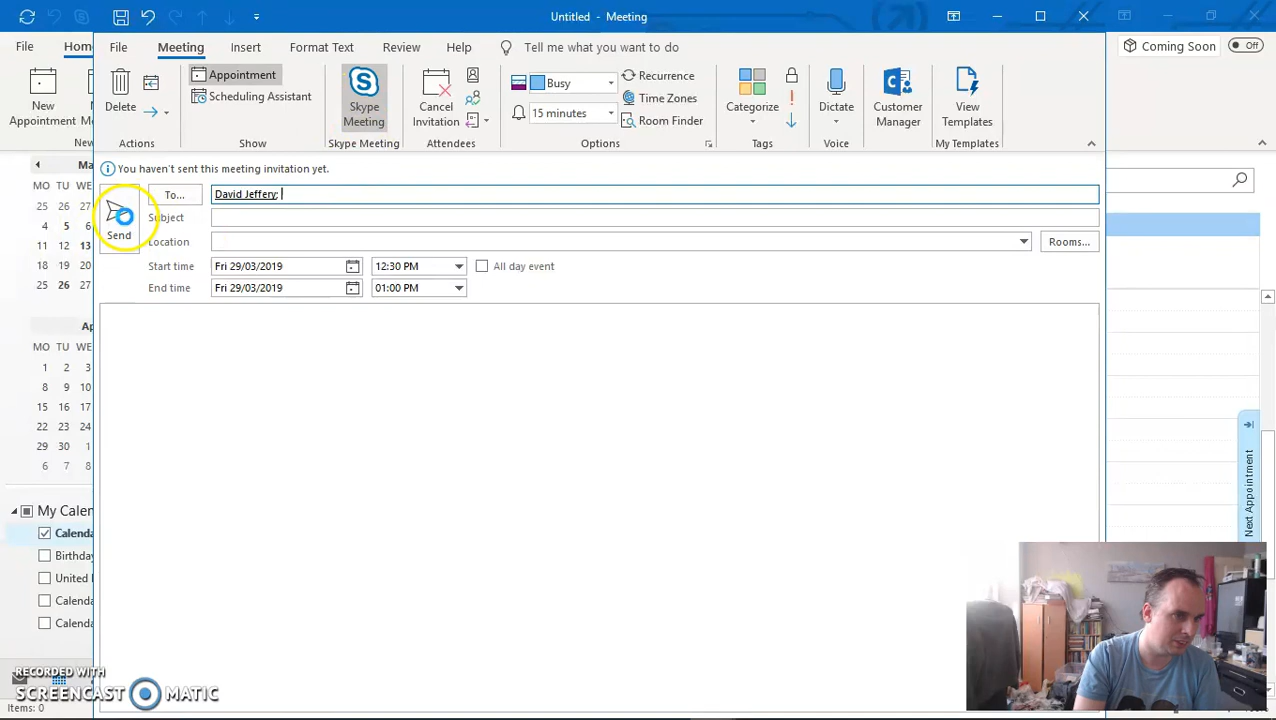 Untitled - Meeting
File
Home
New
Appointment
New
M
New
Coming Soon
Off
File
Meeting
Insert
Format Text
Review
Help
Tell me what you want to do
Delete
Actions
Appointment
Scheduling Assistant
Show
Skype
Meeting
Skype Meeting
Cancel
Invitation
Attendees
Busy
15 minutes
Recurrence
Time Zones
Room Finder
Options
Categorize
Tags
Dictate
Voice
Customer
Manager
View
Templates
My Templates
You haven't sent this meeting invitation yet.
Send
To...
David Jeffery;
Subject
Location
Rooms...
Start time
Fri 29/03/2019
12:30 PM
All day event
End time
Fri 29/03/2019
01:00 PM
Ma
MO TU WE
25 26 27
4 5 6
11 12 13
18 19 20
25 26
Ap
MO TU WE
1 2 3
8 9 10
15 16 17
22 23 24
29 30 1
6 7 8
My Calen
Calenda
Birthday
United
Calenda
Calenda
Next Appointment
RECORDED WITH
SCREENCAST MATIC
Items: 0